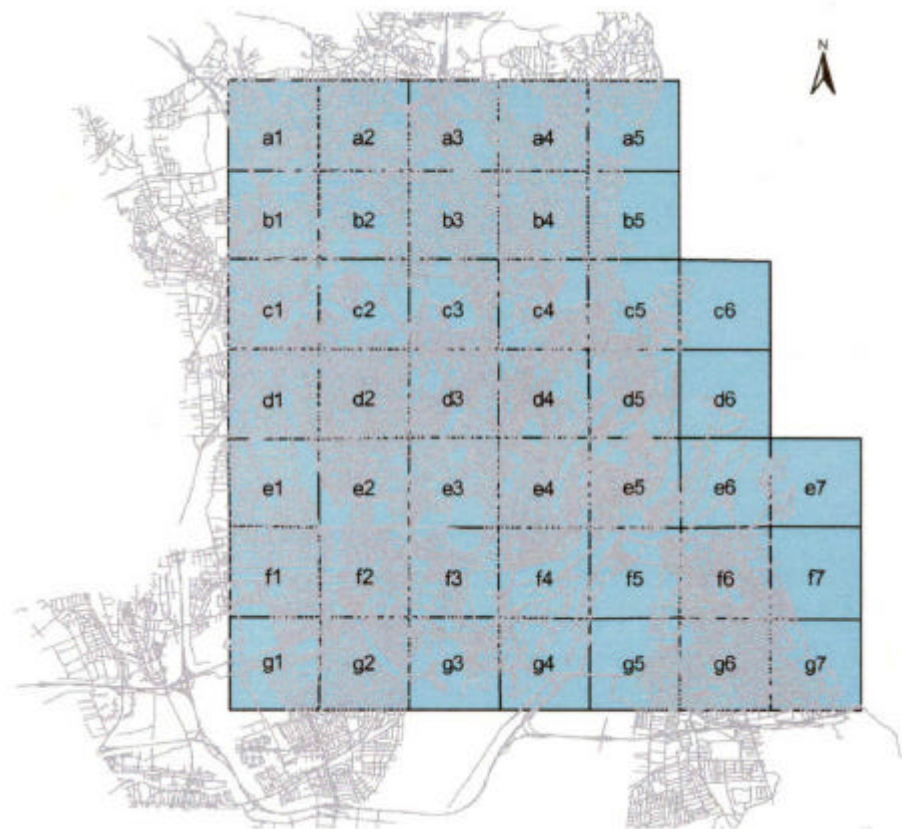 N
a1 a2 a3 a4 a5
b1 b2 b3 b4 b5
c1 c2 c3 c4 c5 c6
d1 d2 d3 d4 d5 d6
e1 e2 e3 e4 e5 e6 e7
f1 f2 f3 f4 f5 f6 f7
g1 g2 g3 g4 g5 g6 g7